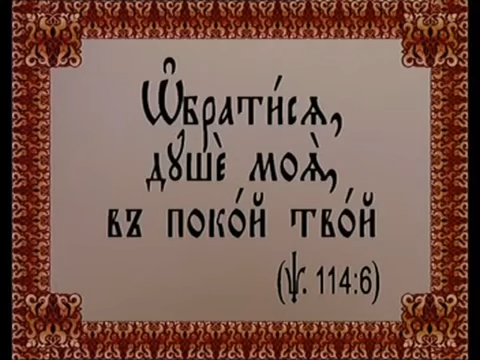 Ѡ҆брати́сѧ,
дꙋшѐ моѧ̀,
въ поко́й тво́й
(ѱ. 114:6)